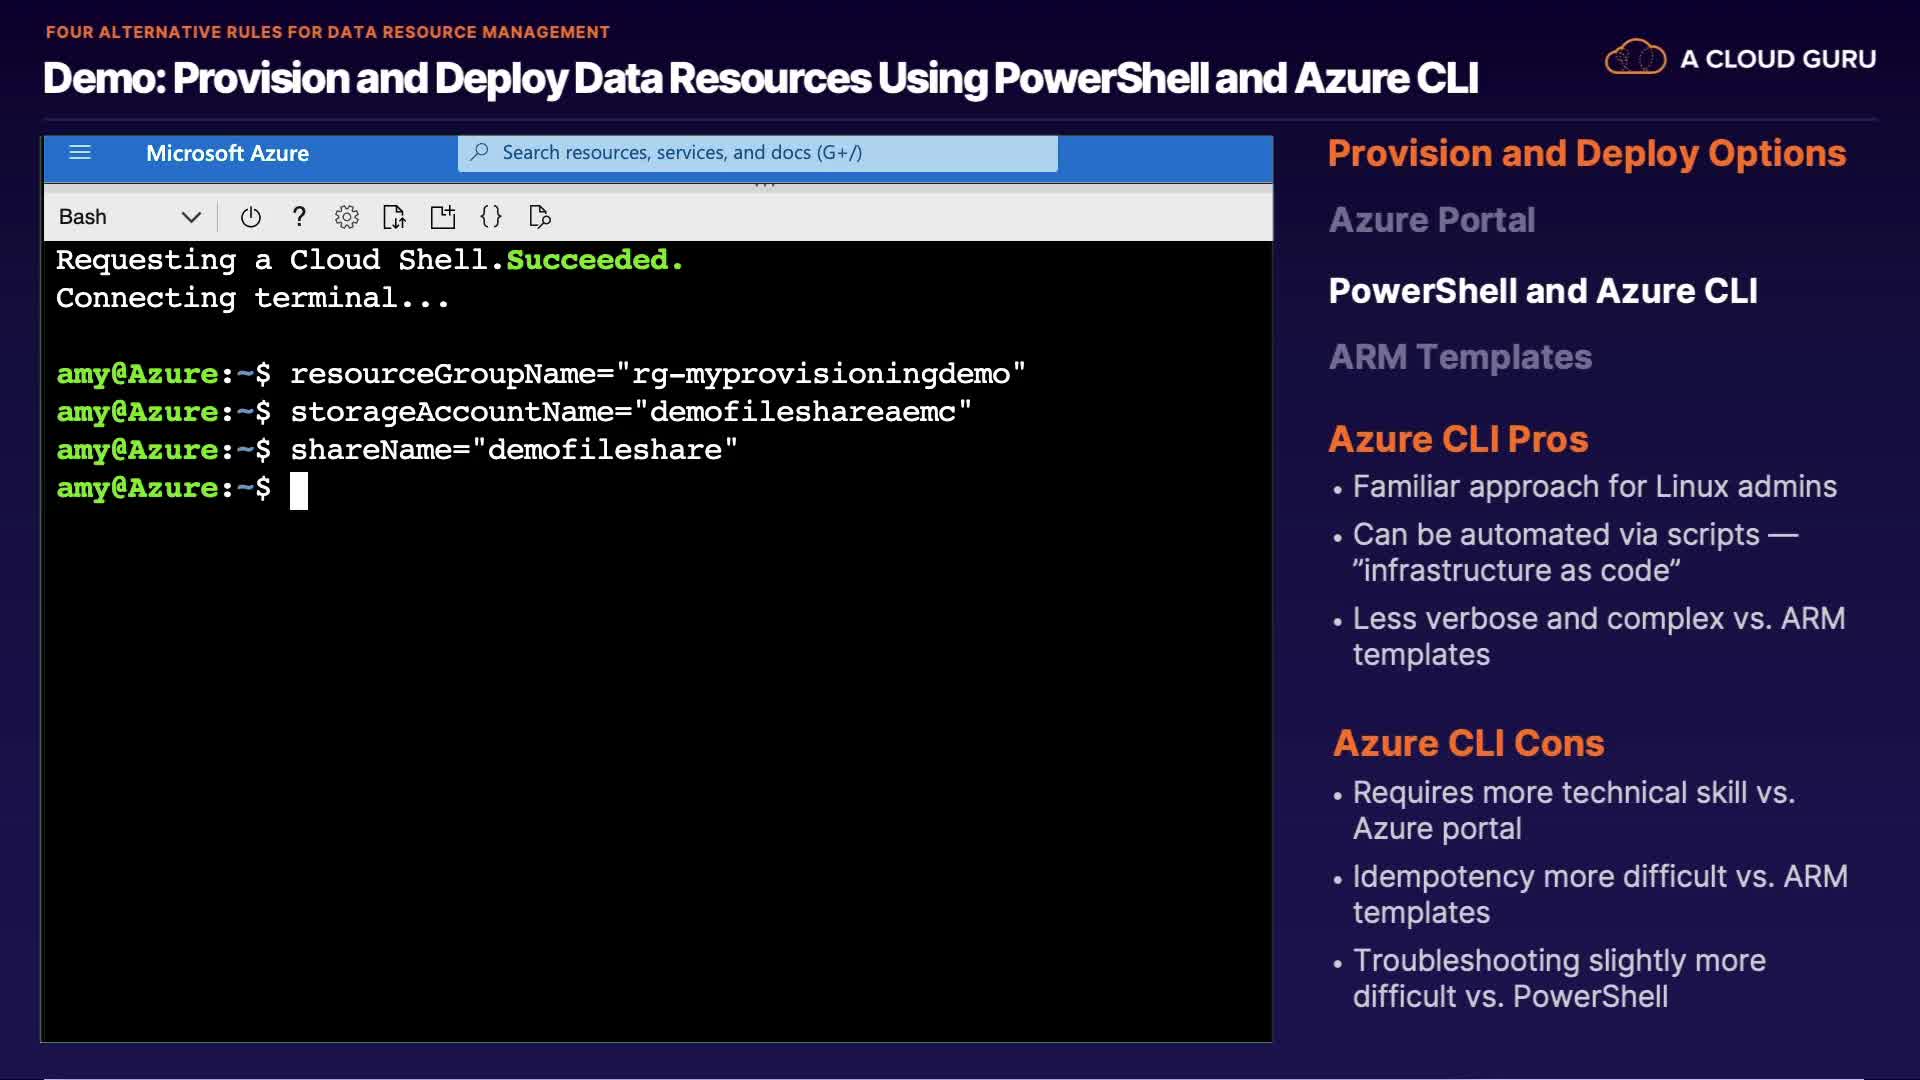 FOUR ALTERNATIVE RULES FOR DATA RESOURCE MANAGEMENT
Demo: Provision and Deploy Data Resources Using PowerShell and Azure CLI
A CLOUD GURU
Microsoft Azure
Search resources, services, and docs (G+/)
Bash
Requesting a Cloud Shell.Succeeded.
Connecting terminal...
amy@Azure:~$ resourceGroupName="rg-myprovisioningdemo"
amy@Azure:~$ storageAccountName="demofileshareaemc"
amy@Azure:~$ shareName="demofileshare"
amy@Azure:~$
Provision and Deploy Options
Azure Portal
PowerShell and Azure CLI
ARM Templates
Azure CLI Pros
• Familiar approach for Linux admins
• Can be automated via scripts —
”infrastructure as code”
• Less verbose and complex vs. ARM
templates
Azure CLI Cons
• Requires more technical skill vs.
Azure portal
• Idempotency more difficult vs. ARM
templates
• Troubleshooting slightly more
difficult vs. PowerShell